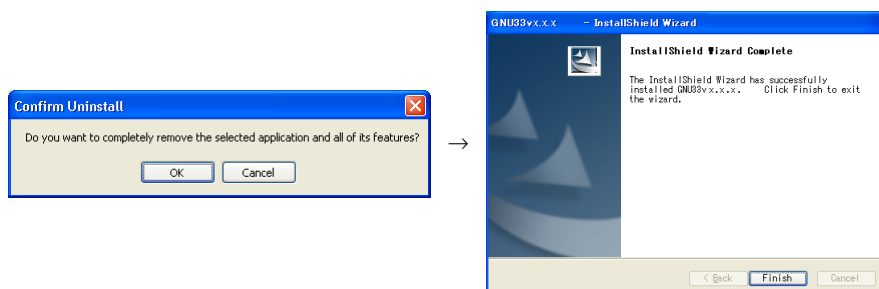 Confirm Uninstall
Do you want to completely remove the selected application and all of its features?
OK Cancel
→
GNU33vx.x.x - InstallShield Wizard
InstallShield Wizard Complete
The InstallShield Wizard has successfully
installed GNU33vx.x.x. Click Finish to exit
the wizard.
< Back Finish Cancel